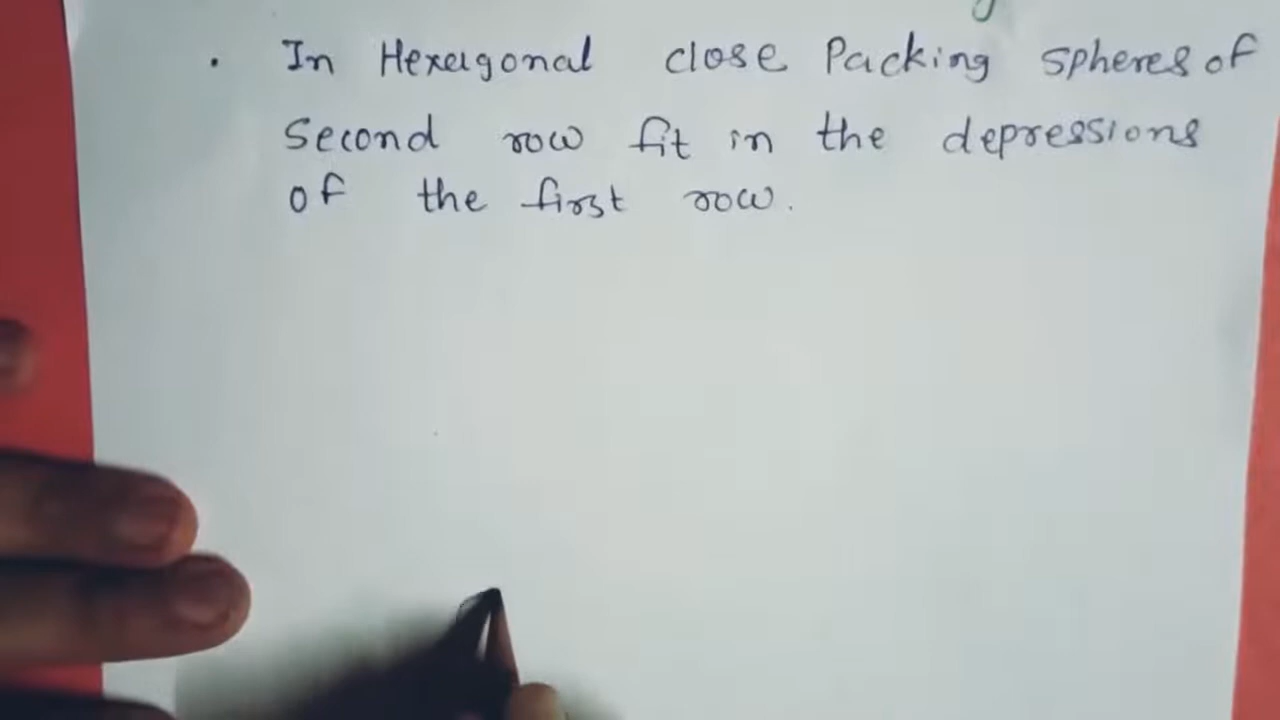 . In Hexagonal close Packing spheres of
Second row fit in the depressions
of the first row.